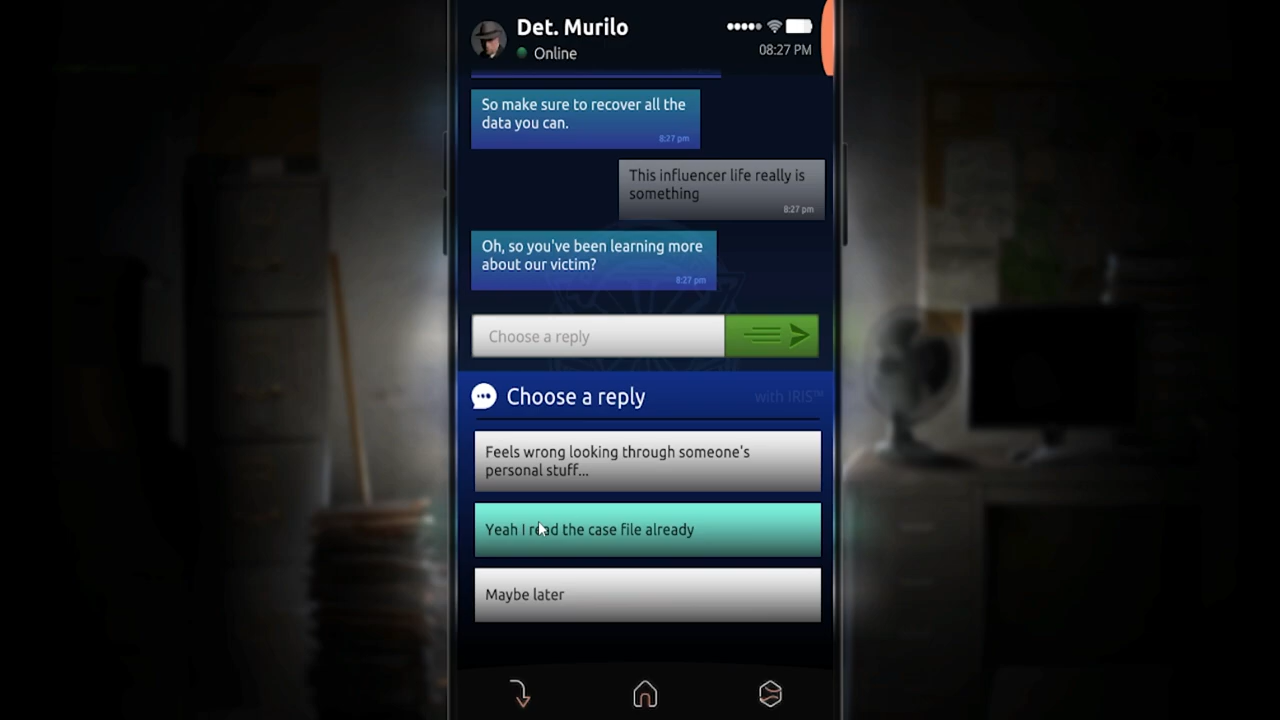 Det. Murilo
Online
08:27 PM
So make sure to recover all the
data you can.
8:27 pm
This influencer life really is
something
8:27 pm
Oh, so you've been learning more
about our victim?
8:27 pm
Choose a reply
Choose a reply
with IRIS™
Feels wrong looking through someone's
personal stuff...
Yeah I read the case file already
Maybe later